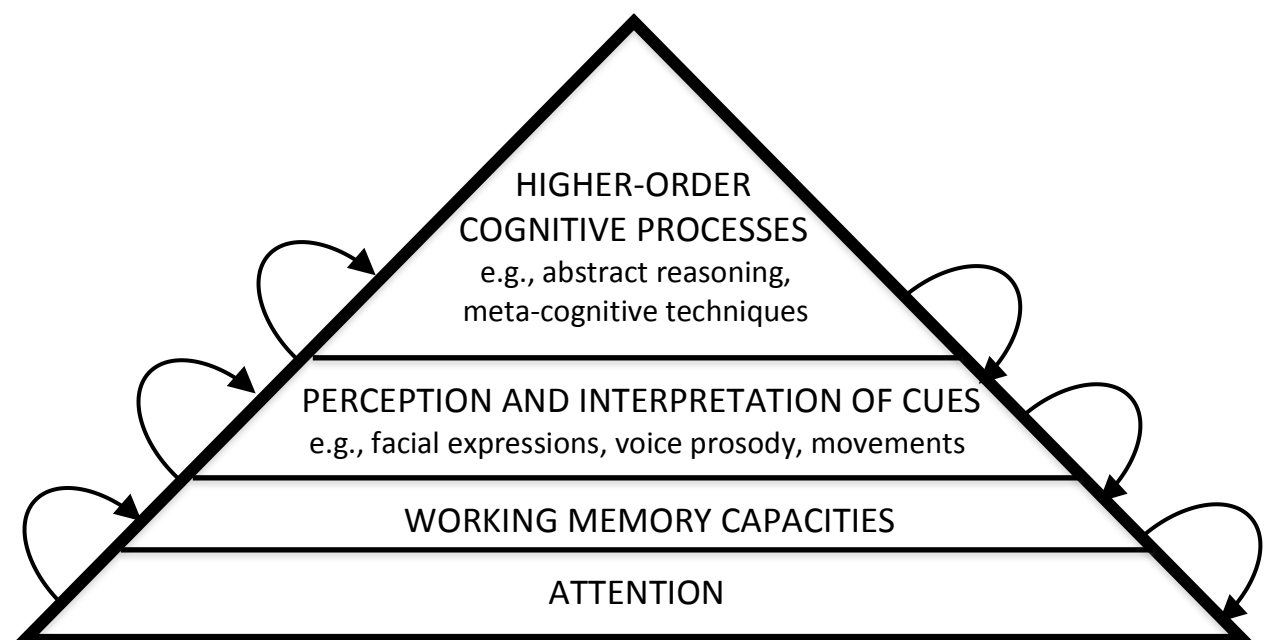 HIGHER-ORDER
COGNITIVE PROCESSES
e.g., abstract reasoning,
meta-cognitive techniques
PERCEPTION AND INTERPRETATION OF CUES
e.g., facial expressions, voice prosody, movements
WORKING MEMORY CAPACITIES
ATTENTION